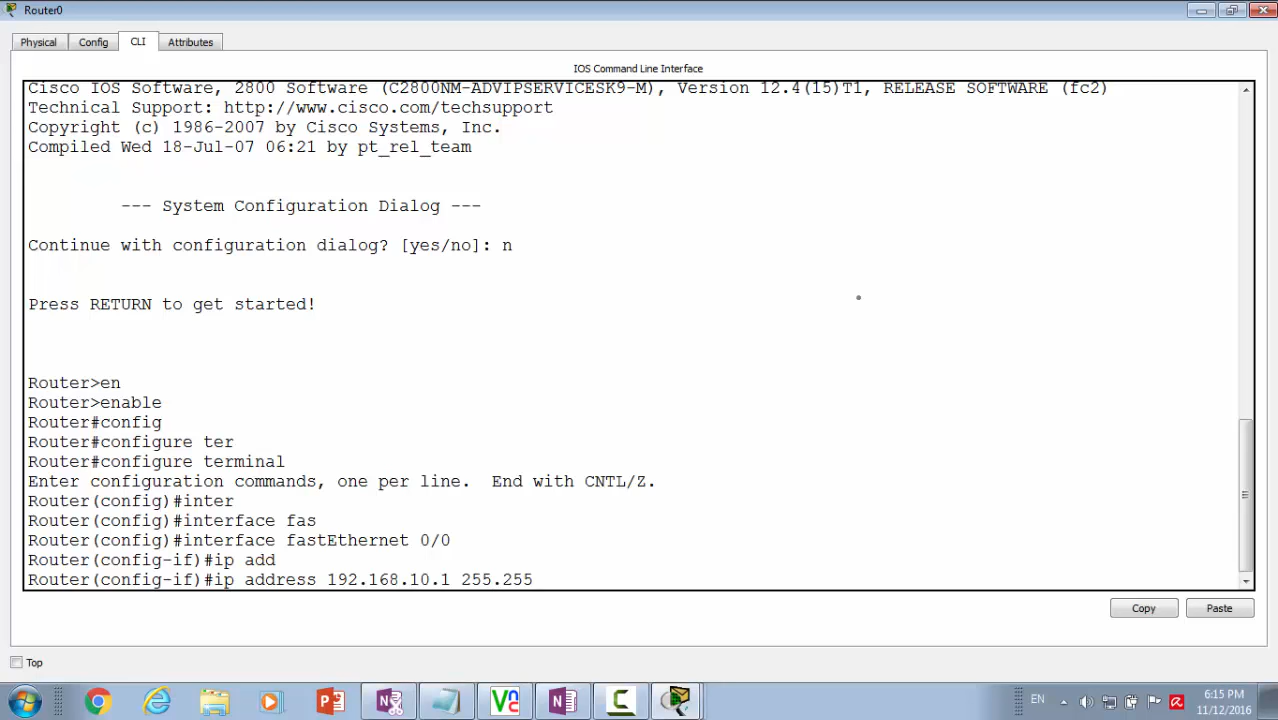 Router0
Physical Config CLI Attributes
IOS Command Line Interface
Cisco IOS Software, 2800 Software (C2800NM-ADVIPSERVICESK9-M), Version 12.4(15)T1, RELEASE SOFTWARE (fc2)
Technical Support: http://www.cisco.com/techsupport
Copyright (c) 1986-2007 by Cisco Systems, Inc.
Compiled Wed 18-Jul-07 06:21 by pt_rel_team
--- System Configuration Dialog ---
Continue with configuration dialog? [yes/no]: n
Press RETURN to get started!
Router>en
Router>enable
Router#config
Router#configure ter
Router#configure terminal
Enter configuration commands, one per line.  End with CNTL/Z.
Router(config)#inter
Router(config)#interface fas
Router(config)#interface fastEthernet 0/0
Router(config-if)#ip add
Router(config-if)#ip address 192.168.10.1 255.255
Copy Paste
Top
EN
6:15 PM
11/12/2016